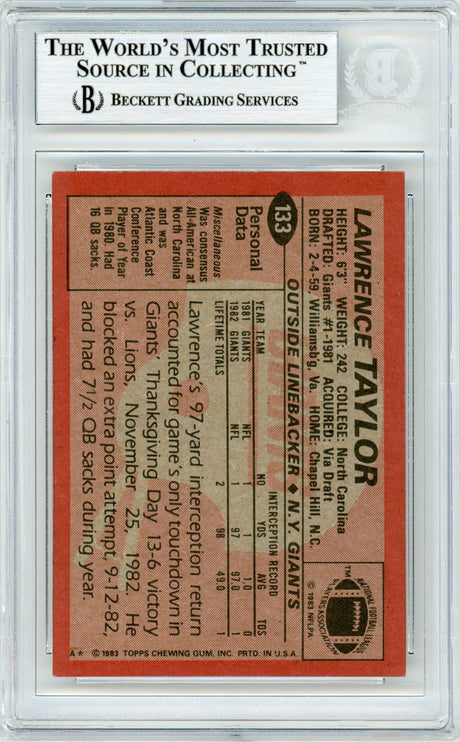 THE WORLD'S MOST TRUSTED
SOURCE IN COLLECTING™
B BECKETT GRADING SERVICES
133
LAWRENCE TAYLOR
HEIGHT: 6'3" WEIGHT: 242 COLLEGE: North Carolina
DRAFTED: Giants #1-1981 ACQUIRED: Via Draft
BORN: 2-4-59, Williamsb'g, Va. HOME: Chapel Hill, N.C.
OUTSIDE LINEBACKER ◆ N.Y. GIANTS
NATIONAL FOOTBALL LEAGUE
PLAYERS ASSOCIATION
TM
© 1983 NFLPA
Personal
Data
Miscellaneous
Was consensus
All-American at
North Carolina
and was
Atlantic Coast
Conference
Player of Year
in 1980. Had
16 QB sacks.
INTERCEPTION RECORD
YEAR TEAM NO YDS AVG TDS
1981 GIANTS NFL 1 1 1.0 0
1982 GIANTS NFL 1 97 97.0 1
LIFETIME TOTALS 2 98 49.0 1
Lawrence's 97-yard interception return
accounted for game's only touchdown in
Giants' Thanksgiving Day 13-6 victory
vs. Lions, November 25, 1982. He
blocked an extra point attempt, 9-12-82,
and had 7½ QB sacks during year.
A★ © 1983 TOPPS CHEWING GUM, INC. PRTD. IN U.S.A.